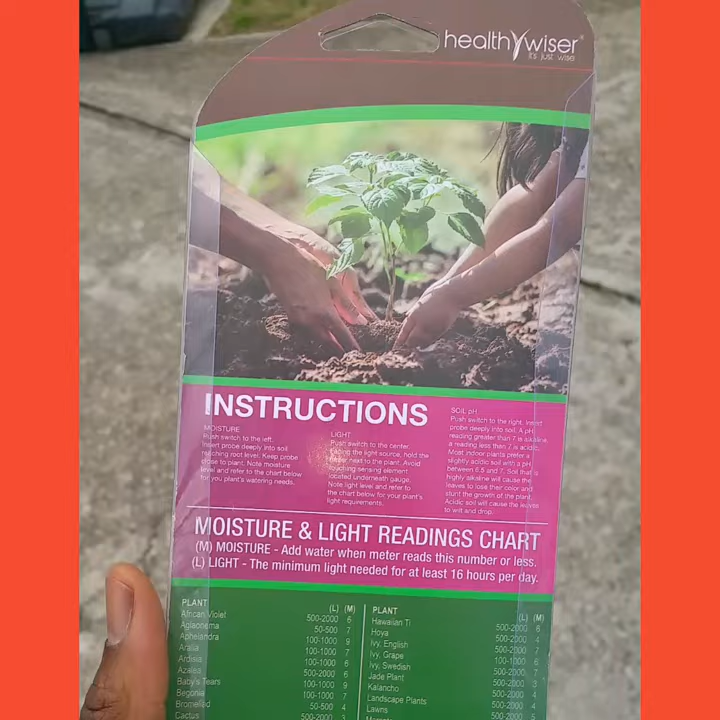 healthywiser®
it's just wise
INSTRUCTIONS
MOISTURE
Push switch to the left.
Insert probe deeply into soil
reaching root level. Keep probe
close to plant. Note moisture
level and refer to the chart below
for you plant's watering needs.
LIGHT
Push switch to the center.
Facing the light source, hold the
meter next to the plant. Avoid
touching sensing element
located underneath gauge.
Note light level and refer to
the chart below for your plant's
light requirements.
SOIL pH
Push switch to the right. Insert
probe deeply into soil. A pH
reading greater than 7 is alkaline,
a reading less than 7 is acidic.
Most indoor plants prefer a
slightly acidic soil with a pH
between 6.5 and 7. Soil that is
highly alkaline will cause the
leaves to lose their color and
stunt the growth of the plant.
Acidic soil will cause the leaves
to wilt and drop.
MOISTURE & LIGHT READINGS CHART
(M) MOISTURE - Add water when meter reads this number or less.
(L) LIGHT - The minimum light needed for at least 16 hours per day.
PLANT (L) (M)
African Violet 500-2000 6
Aglaonema 50-500 7
Aphelandra 100-1000 9
Aralia 100-1000 7
Ardisia 100-1000 6
Azalea 500-2000 6
Baby's Tears 100-1000 9
Begonia 100-1000 7
Bromeliad 50-500 4
Cactus 500-2000 3
PLANT (L) (M)
Hawaiian Ti 500-2000 6
Hoya 500-2000 4
Ivy, English 500-2000 6
Ivy, Grape 500-2000 7
Ivy, Swedish 100-1000 6
Jade Plant 500-2000 7
Kalancho 500-2000 3
Landscape Plants 500-2000 4
Lawns 500-2000 4